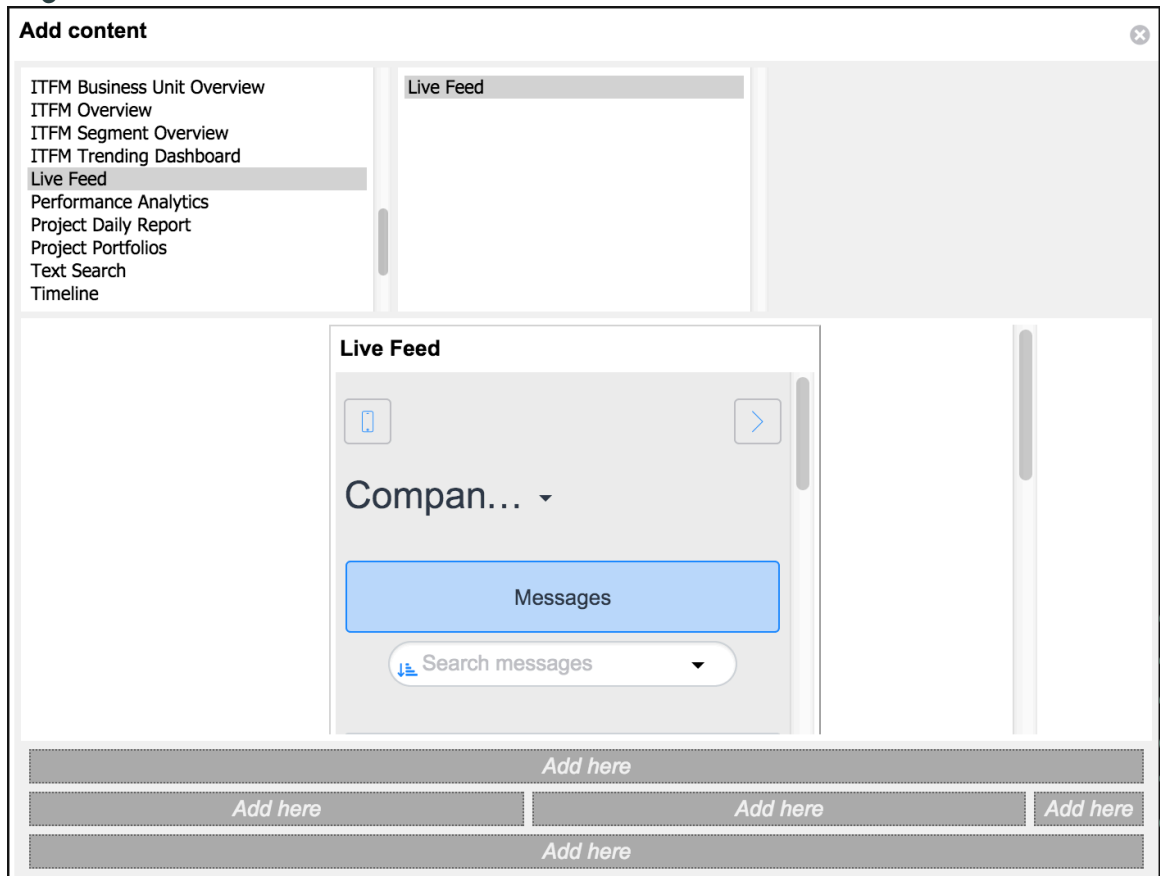 Add content
ITFM Business Unit Overview
ITFM Overview
ITFM Segment Overview
ITFM Trending Dashboard
Live Feed
Performance Analytics
Project Daily Report
Project Portfolios
Text Search
Timeline
Live Feed
Live Feed
Compan...
Messages
Search messages
Add here
Add here Add here Add here
Add here